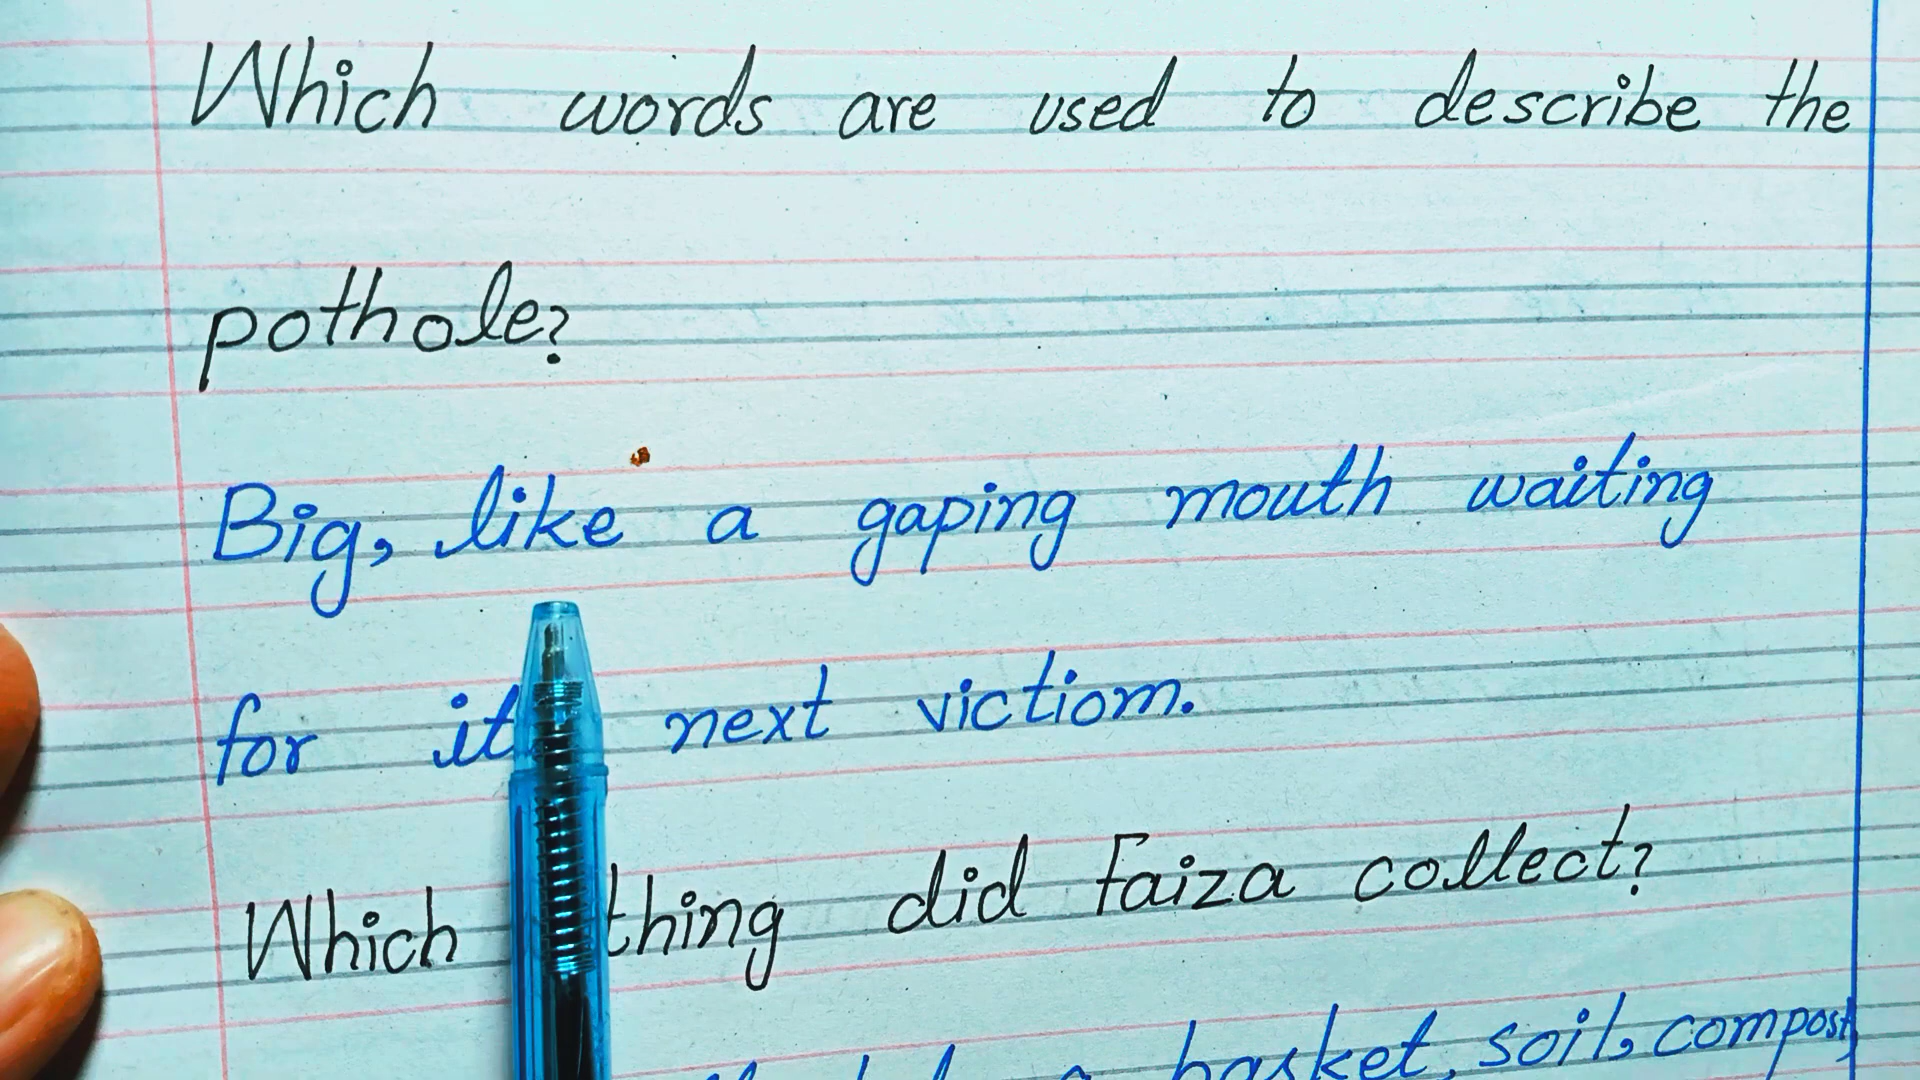 Which words are used to describe the
pothole?
Big, like a gaping mouth waiting
for it next victiom.
Which thing did Faiza collect?
a basket, soil, compost,